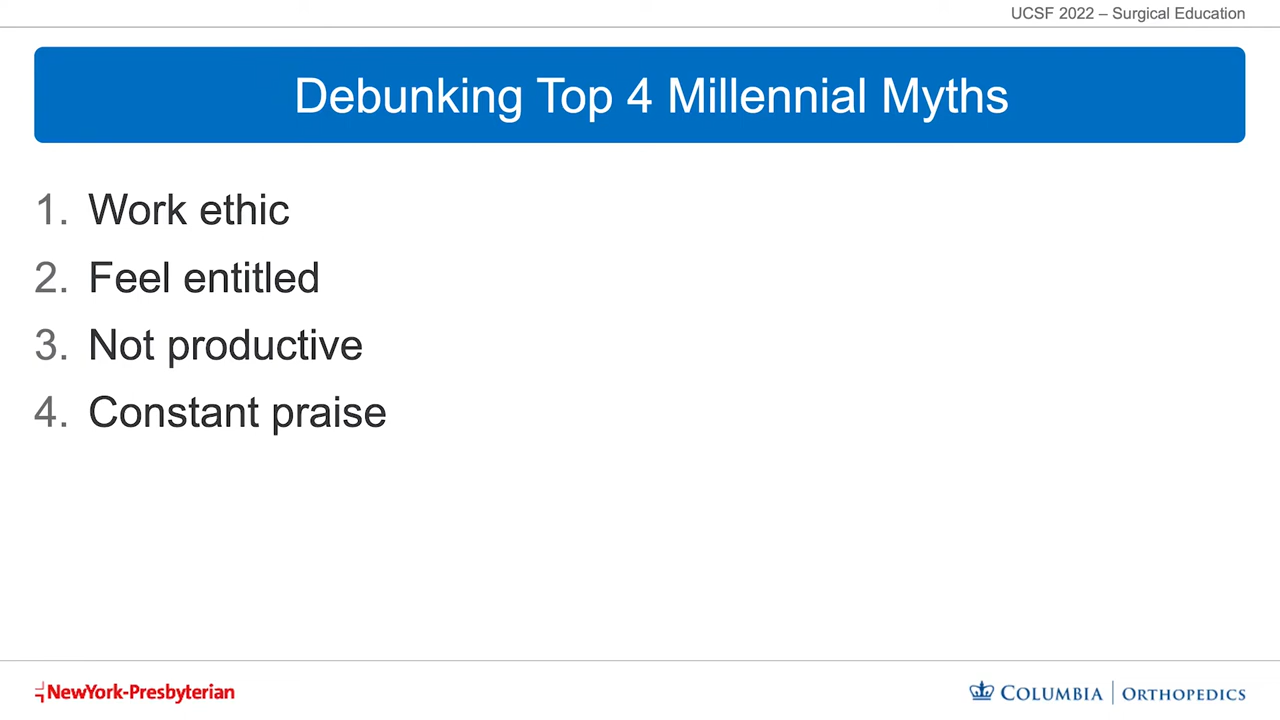 UCSF 2022 – Surgical Education
Debunking Top 4 Millennial Myths
1. Work ethic
2. Feel entitled
3. Not productive
4. Constant praise
NewYork-Presbyterian
COLUMBIA | ORTHOPEDICS